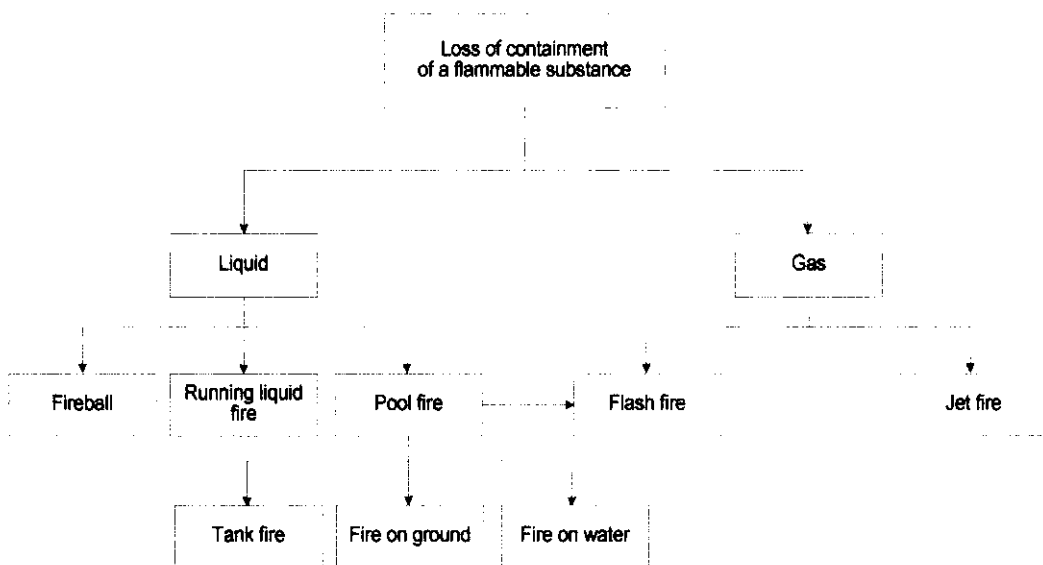 Loss of containment
of a flammable substance
Liquid
Gas
Fireball
Running liquid
fire
Pool fire
Flash fire
Jet fire
Tank fire
Fire on ground
Fire on water